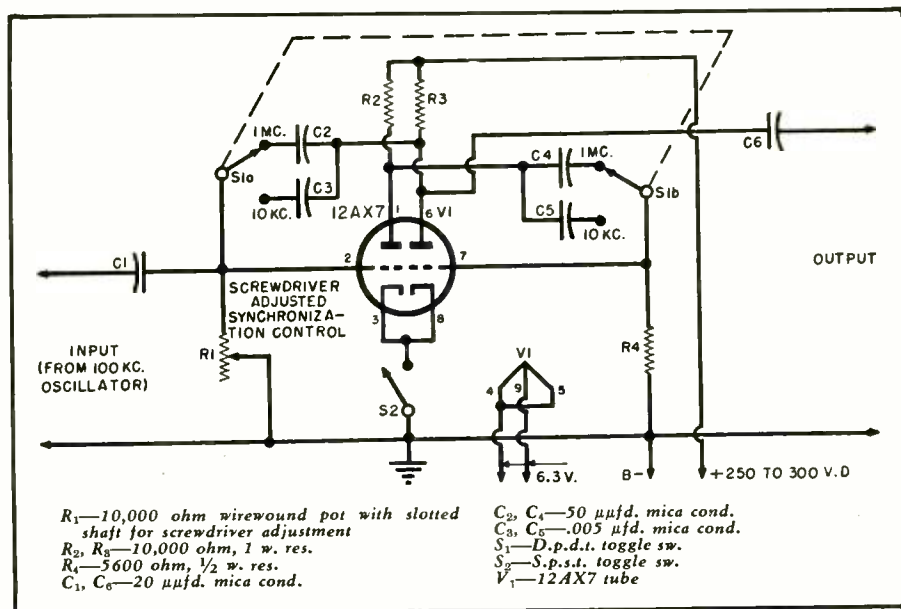 R2
R3
1MC.
C2
S1a
C3
10KC.
12AX7
1
6
V1
C4
1MC.
C5
10KC.
S1b
C6
C1
2
7
SCREWDRIVER
ADJUSTED
SYNCHRONIZA-
TION CONTROL
3
8
OUTPUT
R1
INPUT
(FROM 100KC.
OSCILLATOR)
S2
V1
4
9
5
R4
6.3 V.
B-
+250 TO 300 V.D
R₁—10,000 ohm wirewound pot with slotted
shaft for screwdriver adjustment
R₂, R₃—10,000 ohm, 1 w. res.
R₄—5600 ohm, ½ w. res.
C₁, C₆—20 μμfd. mica cond.
C₂, C₄—50 μμfd. mica cond.
C₃, C₅—.005 μfd. mica cond.
S₁—D.p.d.t. toggle sw.
S₂—S.p.s.t. toggle sw.
V₁—12AX7 tube